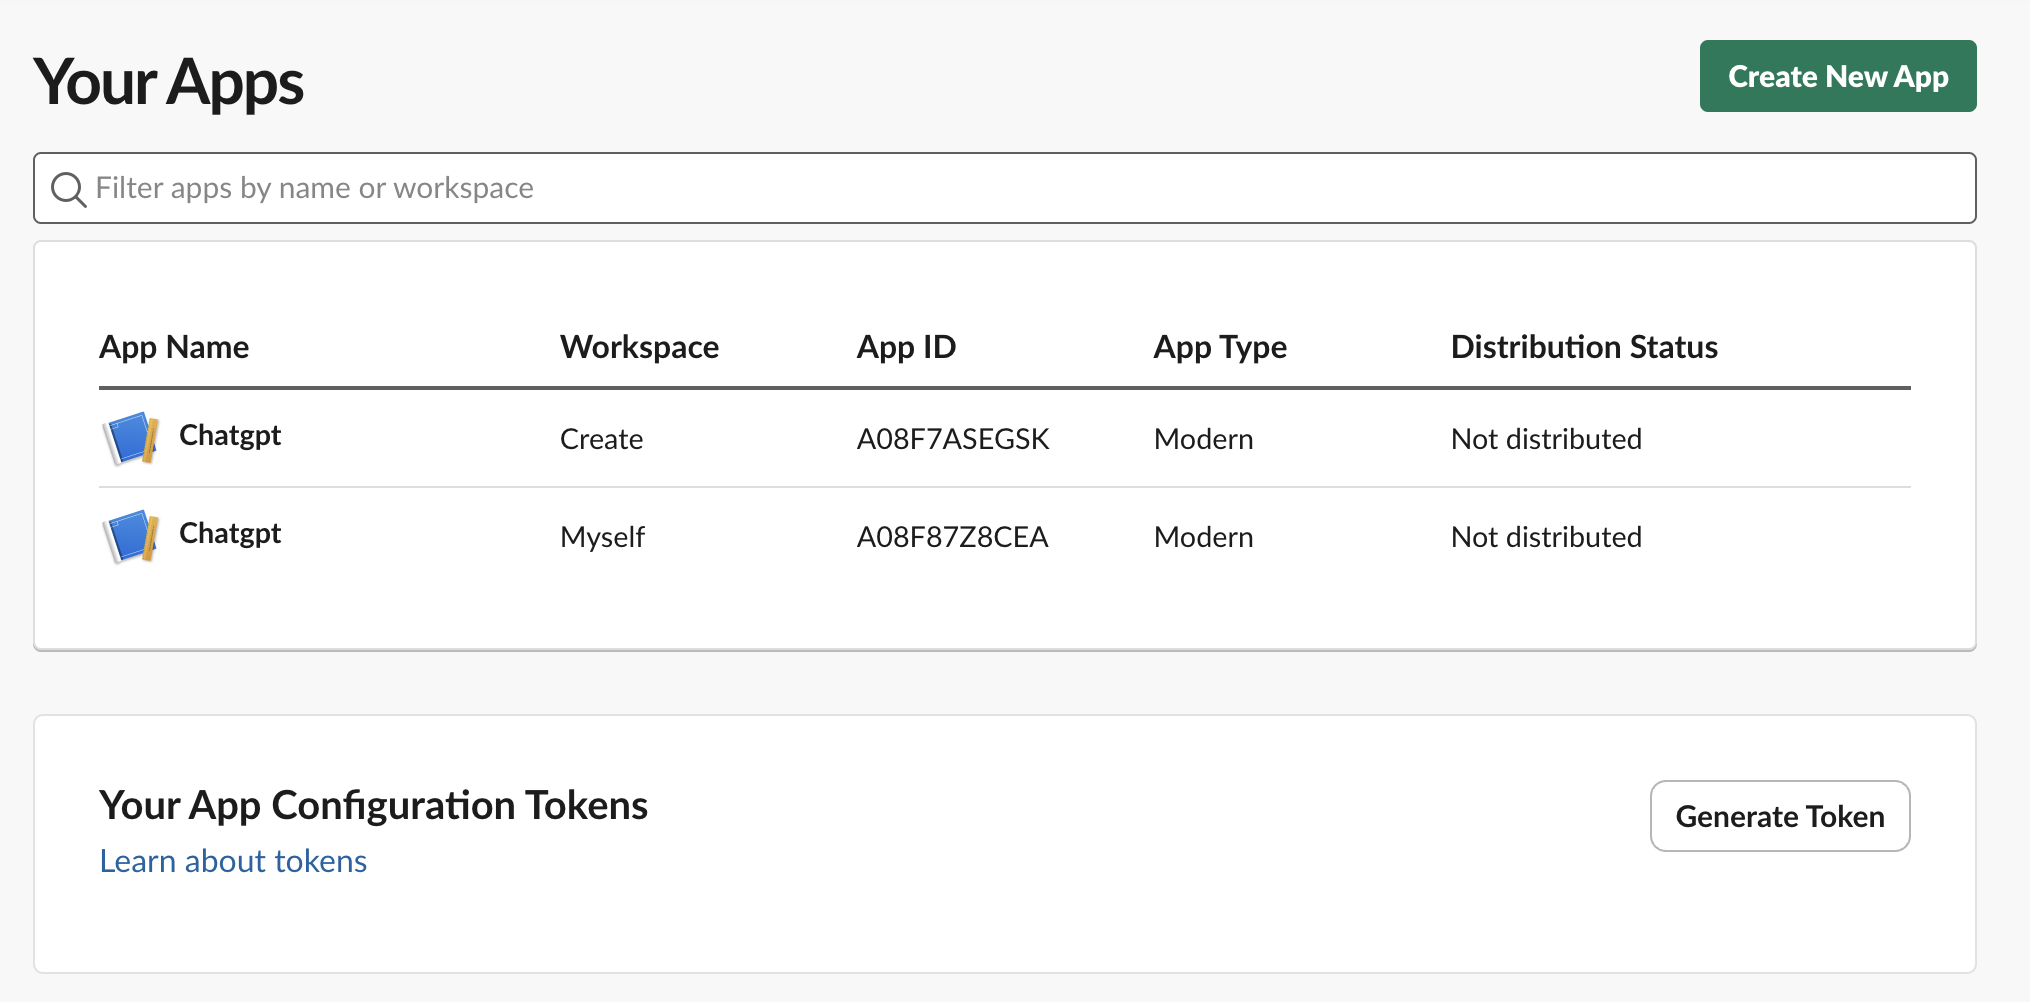 Your Apps
Create New App
Filter apps by name or workspace
App Name Workspace App ID App Type Distribution Status
Chatgpt Create A08F7ASEGSK Modern Not distributed
Chatgpt Myself A08F87Z8CEA Modern Not distributed
Your App Configuration Tokens
Generate Token
Learn about tokens